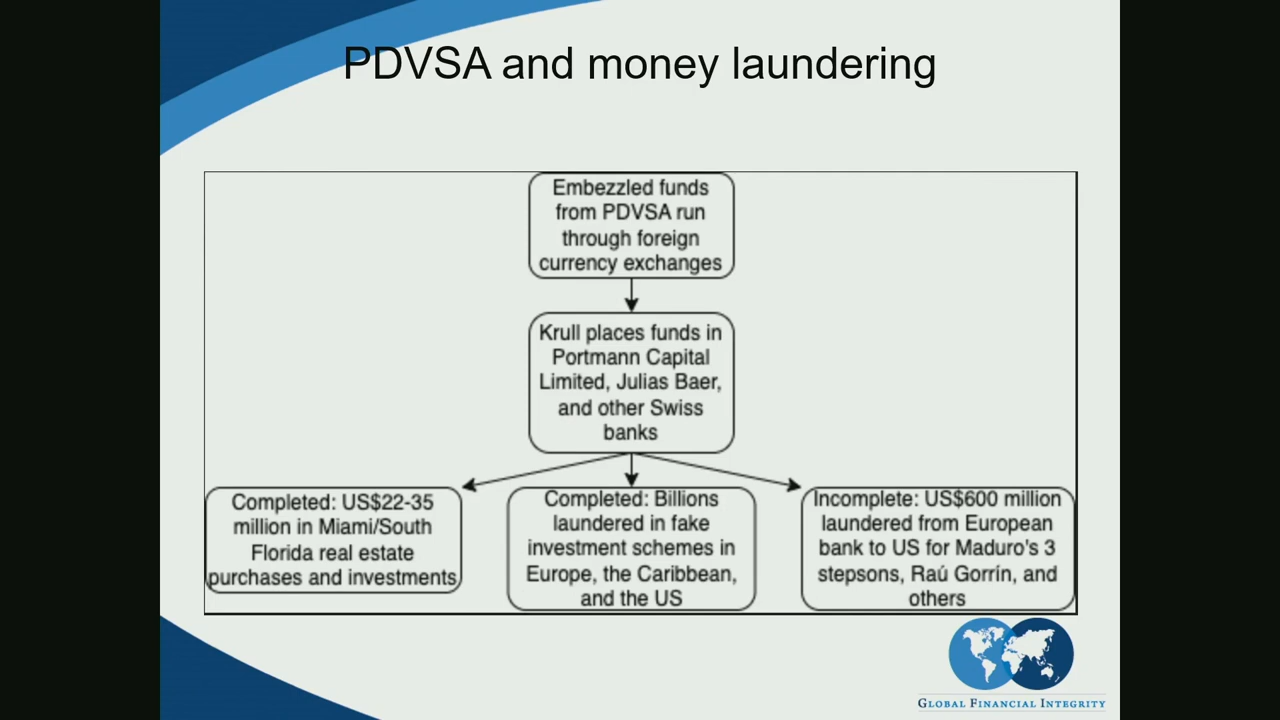 PDVSA and money laundering
Embezzled funds
from PDVSA run
through foreign
currency exchanges
Krull places funds in
Portmann Capital
Limited, Julias Baer,
and other Swiss
banks
Completed: US$22-35
million in Miami/South
Florida real estate
purchases and investments
Completed: Billions
laundered in fake
investment schemes in
Europe, the Caribbean,
and the US
Incomplete: US$600 million
laundered from European
bank to US for Maduro's 3
stepsons, Raú Gorrín, and
others
GLOBAL FINANCIAL INTEGRITY